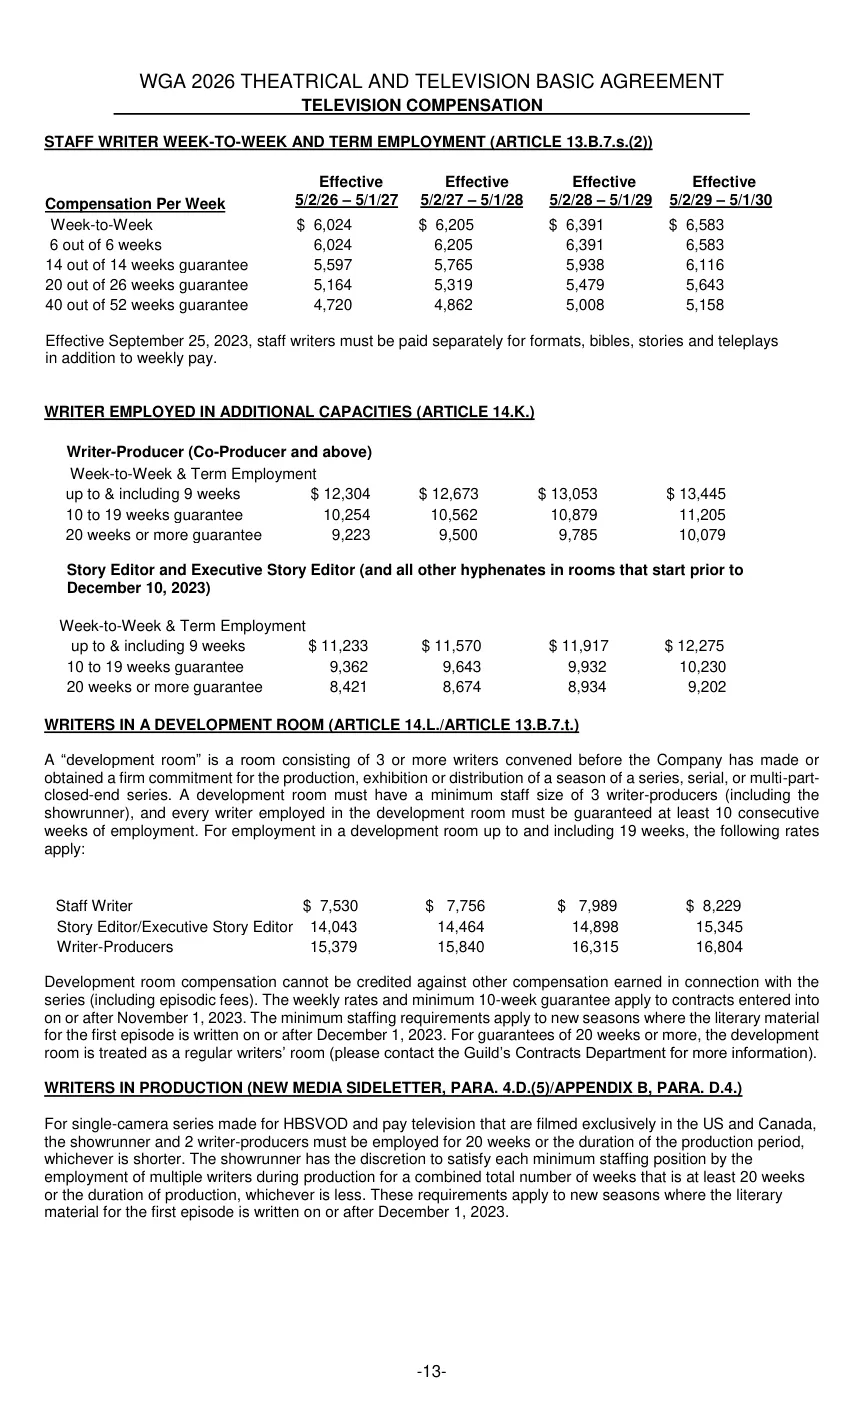 WGA 2026 THEATRICAL AND TELEVISION BASIC AGREEMENT
TELEVISION COMPENSATION
STAFF WRITER WEEK-TO-WEEK AND TERM EMPLOYMENT (ARTICLE 13.B.7.s.(2))
Effective Effective Effective Effective
Compensation Per Week 5/2/26 – 5/1/27 5/2/27 – 5/1/28 5/2/28 – 5/1/29 5/2/29 – 5/1/30
Week-to-Week $ 6,024 $ 6,205 $ 6,391 $ 6,583
6 out of 6 weeks 6,024 6,205 6,391 6,583
14 out of 14 weeks guarantee 5,597 5,765 5,938 6,116
20 out of 26 weeks guarantee 5,164 5,319 5,479 5,643
40 out of 52 weeks guarantee 4,720 4,862 5,008 5,158
Effective September 25, 2023, staff writers must be paid separately for formats, bibles, stories and teleplays
in addition to weekly pay.
WRITER EMPLOYED IN ADDITIONAL CAPACITIES (ARTICLE 14.K.)
Writer-Producer (Co-Producer and above)
Week-to-Week & Term Employment
up to & including 9 weeks $ 12,304 $ 12,673 $ 13,053 $ 13,445
10 to 19 weeks guarantee 10,254 10,562 10,879 11,205
20 weeks or more guarantee 9,223 9,500 9,785 10,079
Story Editor and Executive Story Editor (and all other hyphenates in rooms that start prior to
December 10, 2023)
Week-to-Week & Term Employment
up to & including 9 weeks $ 11,233 $ 11,570 $ 11,917 $ 12,275
10 to 19 weeks guarantee 9,362 9,643 9,932 10,230
20 weeks or more guarantee 8,421 8,674 8,934 9,202
WRITERS IN A DEVELOPMENT ROOM (ARTICLE 14.L./ARTICLE 13.B.7.t.)
A “development room” is a room consisting of 3 or more writers convened before the Company has made or
obtained a firm commitment for the production, exhibition or distribution of a season of a series, serial, or multi-part-
closed-end series. A development room must have a minimum staff size of 3 writer-producers (including the
showrunner), and every writer employed in the development room must be guaranteed at least 10 consecutive
weeks of employment. For employment in a development room up to and including 19 weeks, the following rates
apply:
Staff Writer $ 7,530 $ 7,756 $ 7,989 $ 8,229
Story Editor/Executive Story Editor 14,043 14,464 14,898 15,345
Writer-Producers 15,379 15,840 16,315 16,804
Development room compensation cannot be credited against other compensation earned in connection with the
series (including episodic fees). The weekly rates and minimum 10-week guarantee apply to contracts entered into
on or after November 1, 2023. The minimum staffing requirements apply to new seasons where the literary material
for the first episode is written on or after December 1, 2023. For guarantees of 20 weeks or more, the development
room is treated as a regular writers’ room (please contact the Guild’s Contracts Department for more information).
WRITERS IN PRODUCTION (NEW MEDIA SIDELETTER, PARA. 4.D.(5)/APPENDIX B, PARA. D.4.)
For single-camera series made for HBSVOD and pay television that are filmed exclusively in the US and Canada,
the showrunner and 2 writer-producers must be employed for 20 weeks or the duration of the production period,
whichever is shorter. The showrunner has the discretion to satisfy each minimum staffing position by the
employment of multiple writers during production for a combined total number of weeks that is at least 20 weeks
or the duration of production, whichever is less. These requirements apply to new seasons where the literary
material for the first episode is written on or after December 1, 2023.
-13-